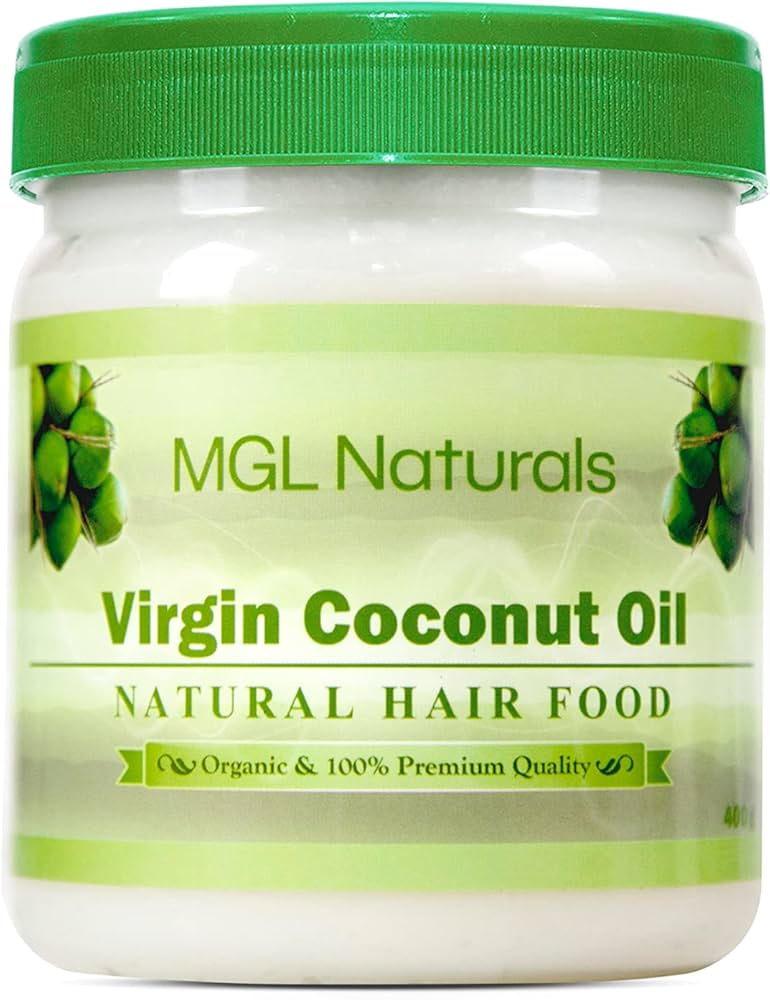 MGL Naturals
Virgin Coconut Oil
NATURAL HAIR FOOD
Organic & 100% Premium Quality